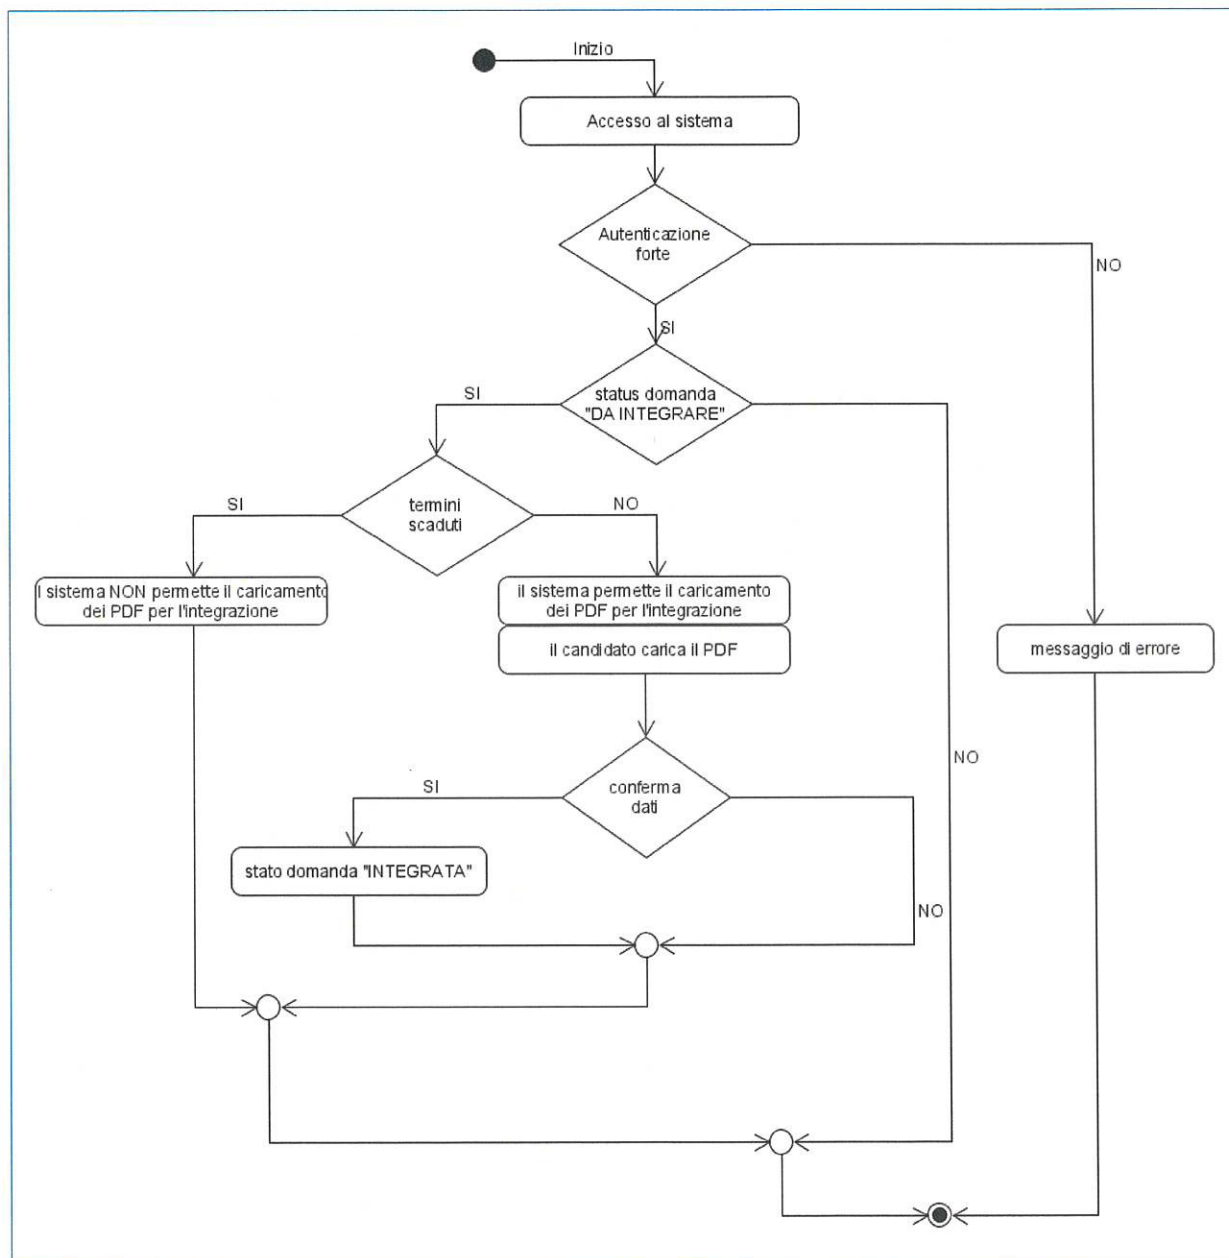 Inizio
Accesso al sistema
Autenticazione
forte
NO
SI
status domanda
"DA INTEGRARE"
SI
termini
scaduti
SI
NO
l sistema NON permette il caricamento
dei PDF per l'integrazione
il sistema permette il caricamento
dei PDF per l'integrazione
il candidato carica il PDF
messaggio di errore
NO
conferma
dati
SI
stato domanda "INTEGRATA"
NO